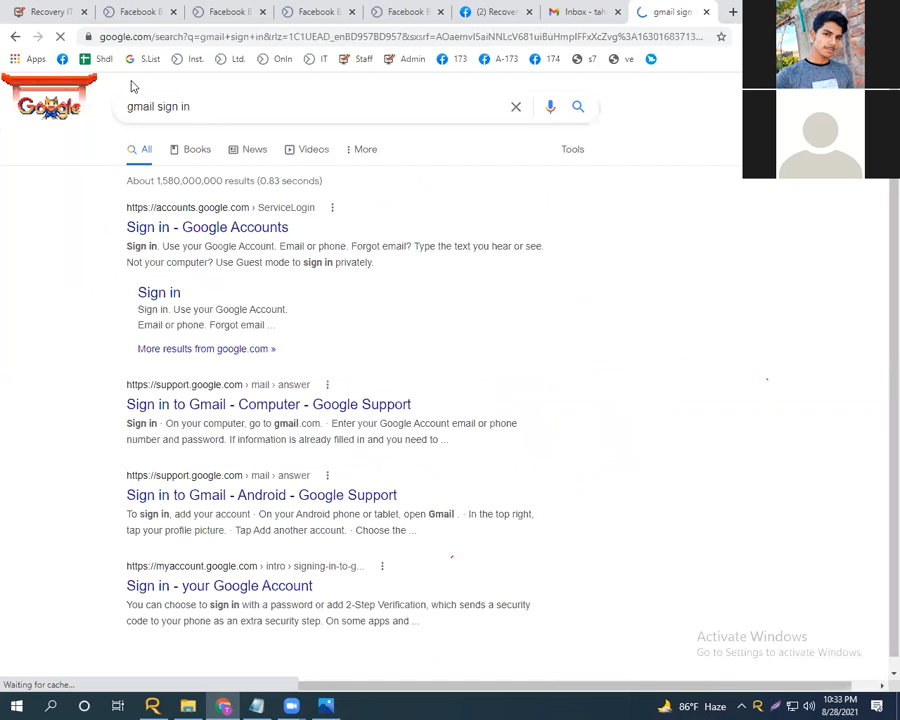 Recovery IT
Facebook B
Facebook B
Facebook B
Facebook B
(2) Recover
Inbox - tah
gmail sign
google.com/search?q=gmail+sign+in&rlz=1C1UEAD_enBD957BD957&sxsrf=AOaemvI5aiNNLcV681uiBuHmpIFFxXcZvg%3A16301683713...
Apps
Shdl
S.List
Inst.
Ltd.
OnIn
IT
Staff
Admin
173
A-173
174
s7
ve
Google
gmail sign in
All
Books
News
Videos
More
Tools
About 1,580,000,000 results (0.83 seconds)
https://accounts.google.com › ServiceLogin
Sign in - Google Accounts
Sign in. Use your Google Account. Email or phone. Forgot email? Type the text you hear or see.
Not your computer? Use Guest mode to sign in privately.
Sign in
Sign in. Use your Google Account.
Email or phone. Forgot email ...
More results from google.com »
https://support.google.com › mail › answer
Sign in to Gmail - Computer - Google Support
Sign in · On your computer, go to gmail.com. · Enter your Google Account email or phone
number and password. If information is already filled in and you need to ...
https://support.google.com › mail › answer
Sign in to Gmail - Android - Google Support
To sign in, add your account · On your Android phone or tablet, open Gmail . · In the top right,
tap your profile picture. · Tap Add another account. · Choose the ...
https://myaccount.google.com › intro › signing-in-to-g...
Sign in - your Google Account
You can choose to sign in with a password or add 2-Step Verification, which sends a security
code to your phone as an extra security step. On some apps and ...
Activate Windows
Go to Settings to activate Windows.
Waiting for cache...
86°F Haze
10:33 PM
8/28/2021